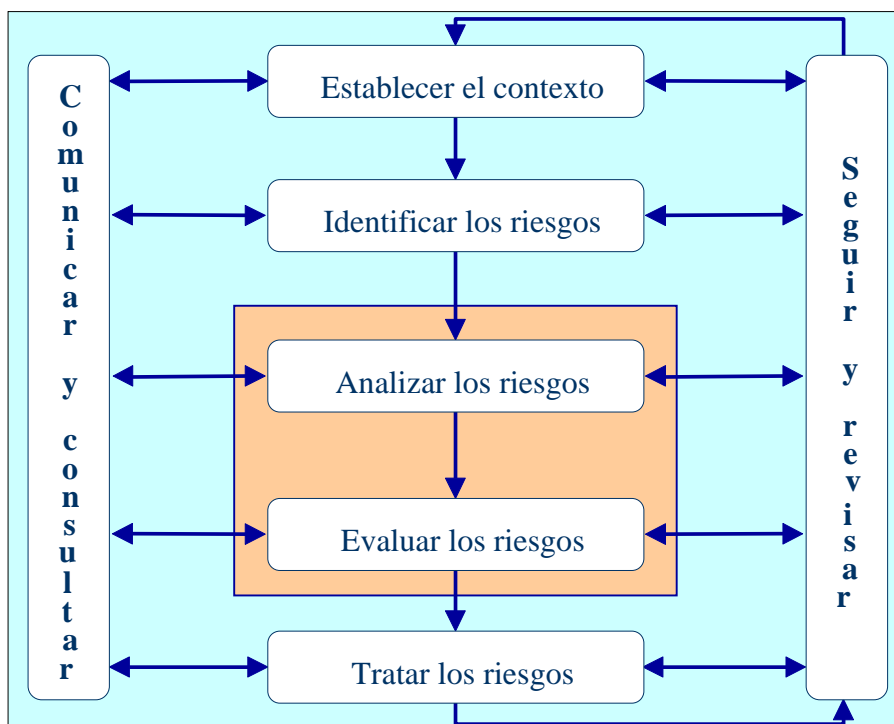 Comunicar y consultar
Establecer el contexto
Identificar los riesgos
Analizar los riesgos
Evaluar los riesgos
Tratar los riesgos
Seguir y revisar